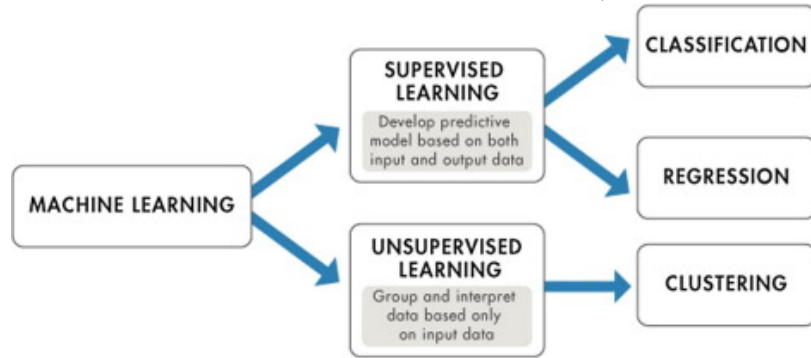 MACHINE LEARNING
SUPERVISED
LEARNING
Develop predictive
model based on both
input and output data
UNSUPERVISED
LEARNING
Group and interpret
data based only
on input data
CLASSIFICATION
REGRESSION
CLUSTERING